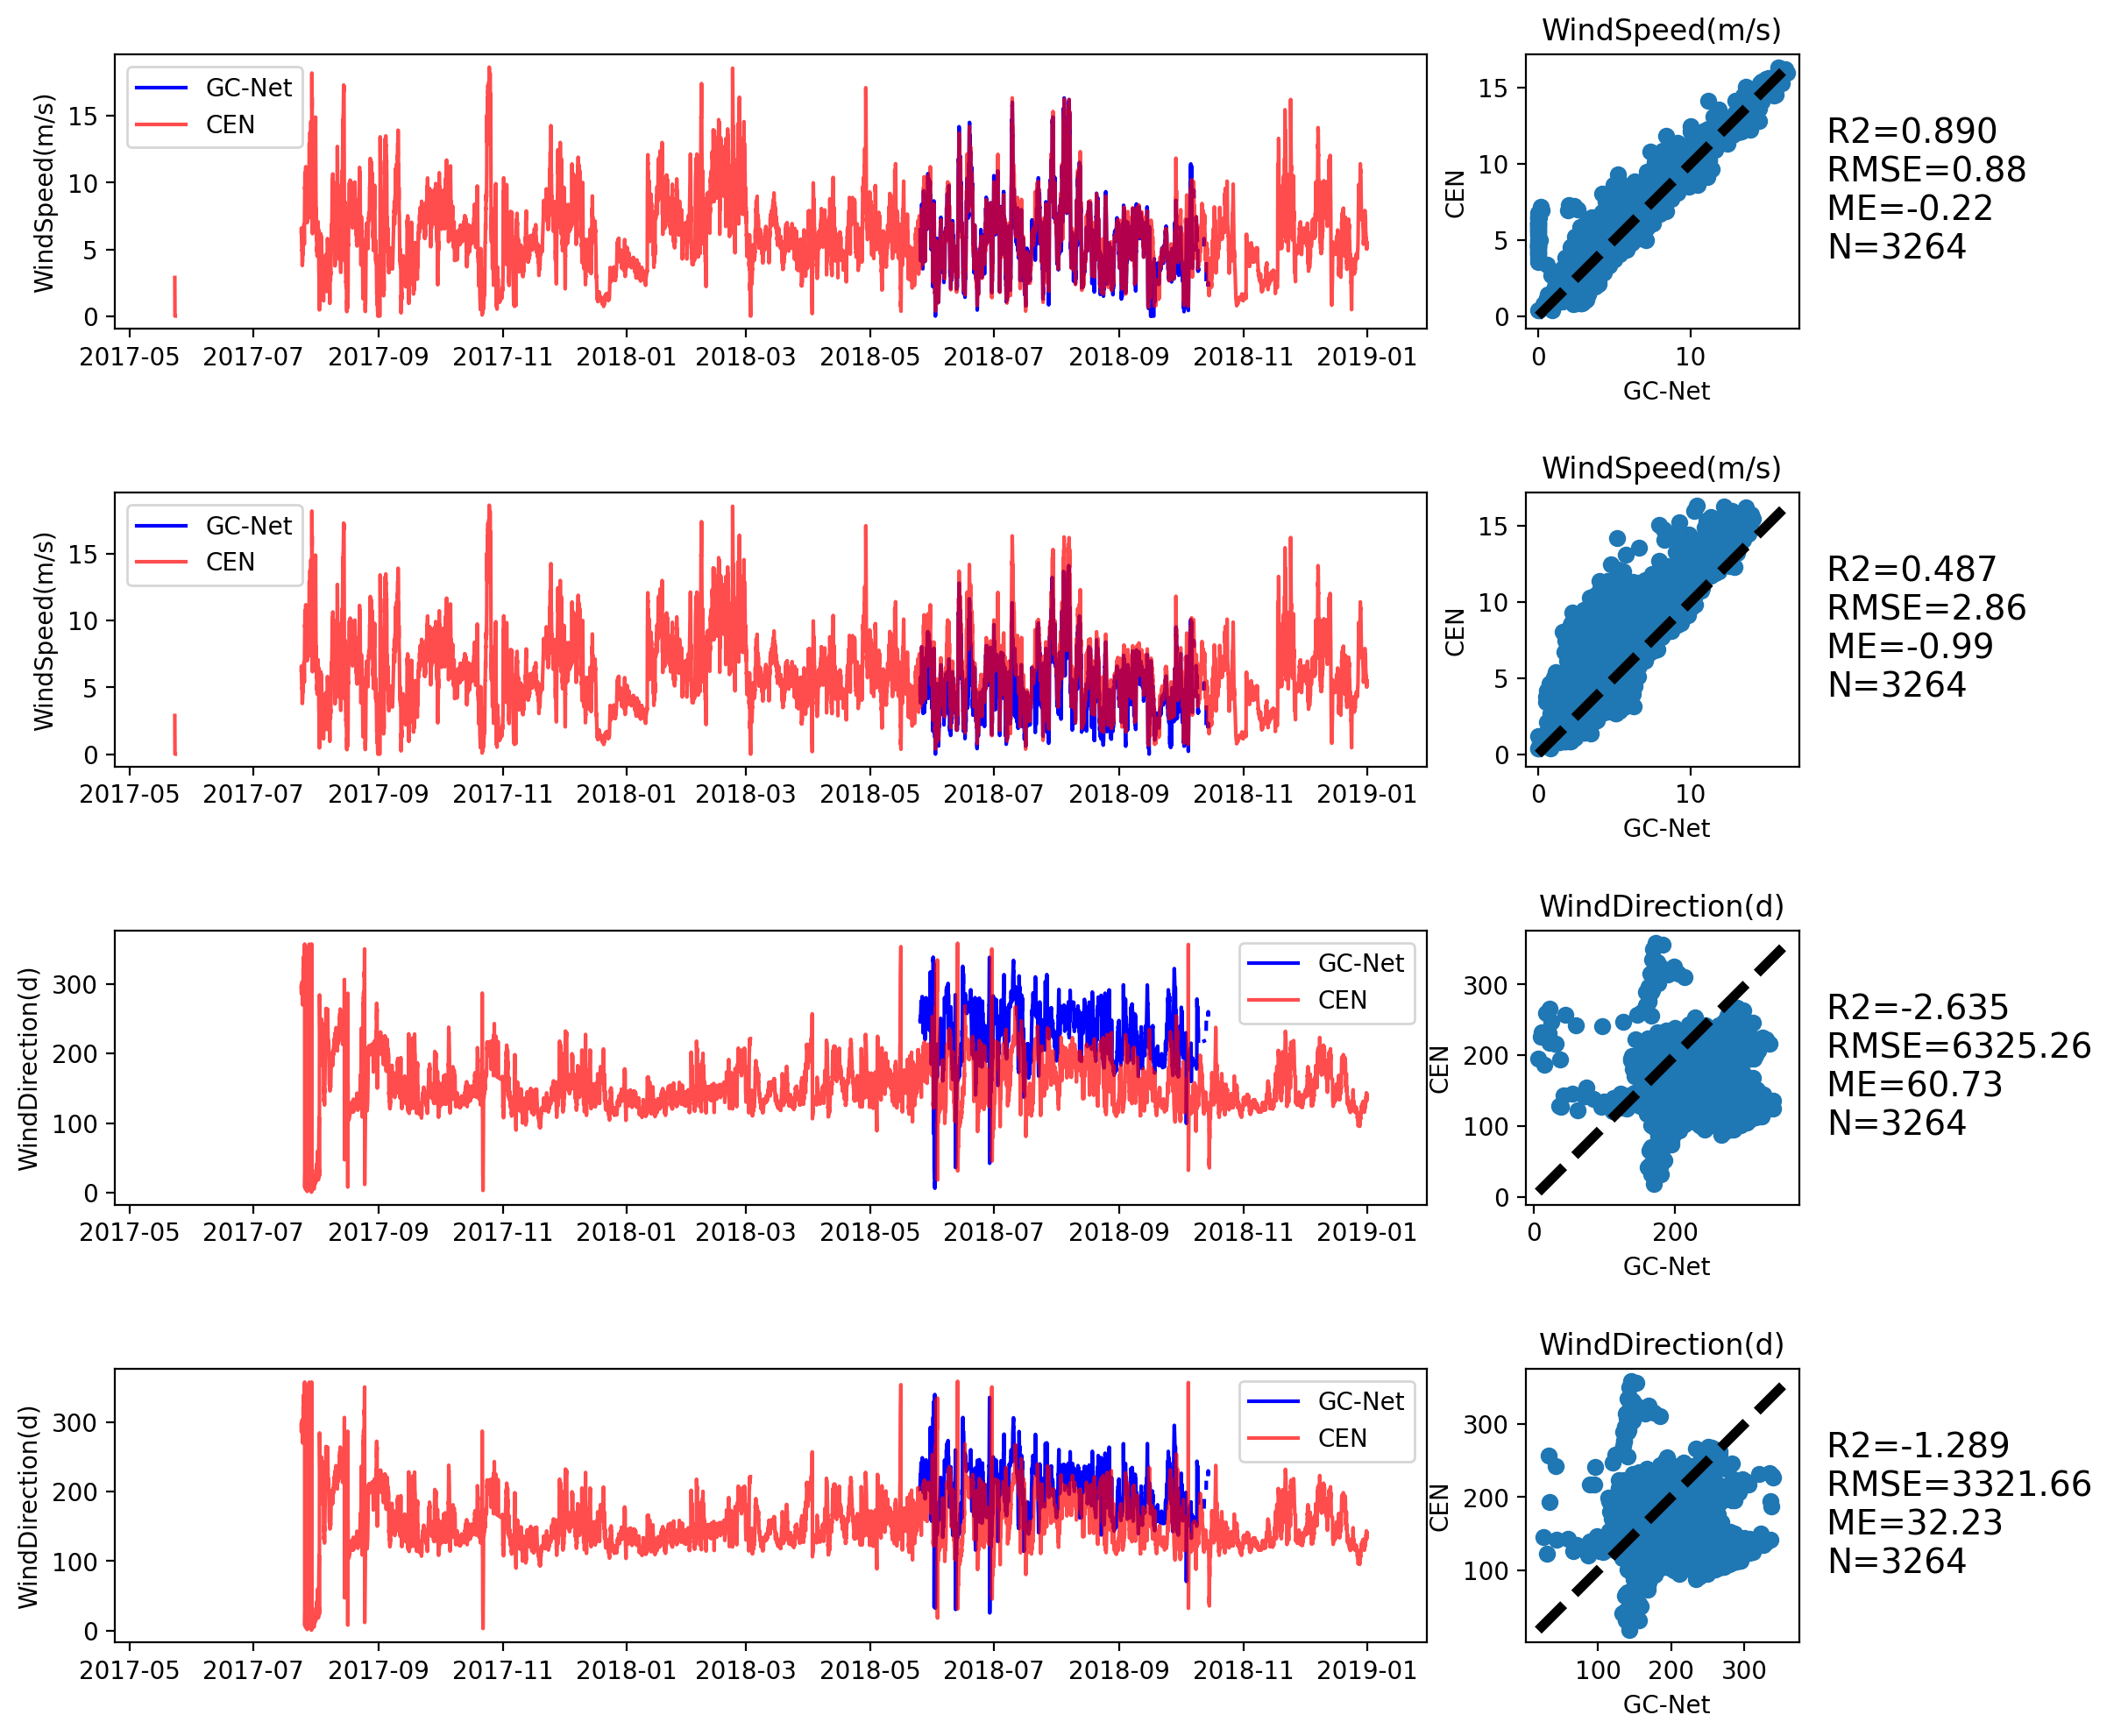 WindSpeed(m/s)
GC-Net
CEN
WindSpeed(m/s)
15
10
5
0
2017-05 2017-07 2017-09 2017-11 2018-01 2018-03 2018-05 2018-07 2018-09 2018-11 2019-01
CEN
15
10
5
0
0 10
GC-Net
R2=0.890
RMSE=0.88
ME=-0.22
N=3264
WindSpeed(m/s)
GC-Net
CEN
WindSpeed(m/s)
15
10
5
0
2017-05 2017-07 2017-09 2017-11 2018-01 2018-03 2018-05 2018-07 2018-09 2018-11 2019-01
CEN
15
10
5
0
0 10
GC-Net
R2=0.487
RMSE=2.86
ME=-0.99
N=3264
WindDirection(d)
GC-Net
CEN
WindDirection(d)
300
200
100
0
2017-05 2017-07 2017-09 2017-11 2018-01 2018-03 2018-05 2018-07 2018-09 2018-11 2019-01
CEN
300
200
100
0
0 200
GC-Net
R2=-2.635
RMSE=6325.26
ME=60.73
N=3264
WindDirection(d)
GC-Net
CEN
WindDirection(d)
300
200
100
0
2017-05 2017-07 2017-09 2017-11 2018-01 2018-03 2018-05 2018-07 2018-09 2018-11 2019-01
CEN
300
200
100
100 200 300
GC-Net
R2=-1.289
RMSE=3321.66
ME=32.23
N=3264